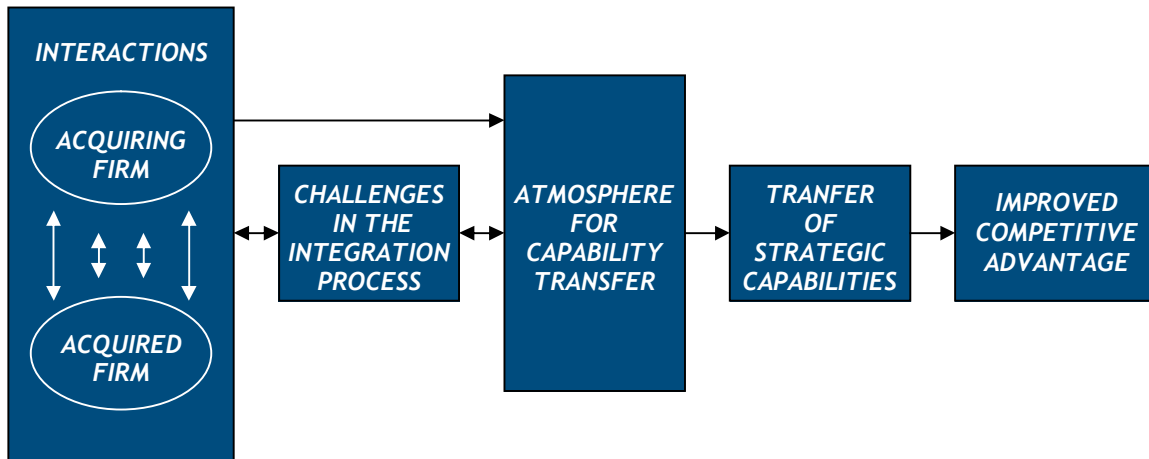 INTERACTIONS
ACQUIRING
FIRM
ACQUIRED
FIRM
CHALLENGES
IN THE
INTEGRATION
PROCESS
ATMOSPHERE
FOR
CAPABILITY
TRANSFER
TRANFER
OF
STRATEGIC
CAPABILITIES
IMPROVED
COMPETITIVE
ADVANTAGE